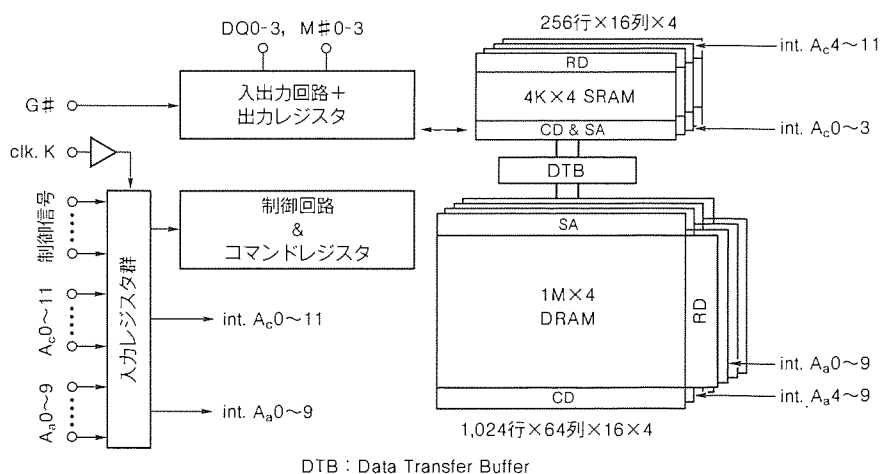 DQ0-3, M♯0-3
256行×16列×4
int. Ac4～11
RD
G♯
入出力回路＋
出力レジスタ
4K×4 SRAM
CD & SA
int. Ac0～3
clk. K
DTB
制御信号
制御回路
&
コマンドレジスタ
SA
入力レジスタ群
1M×4
DRAM
RD
Ac0～11
int. Ac0～11
int. Aa0～9
Aa0～9
int. Aa0～9
CD
int. Aa4～9
1,024行×64列×16×4
DTB : Data Transfer Buffer